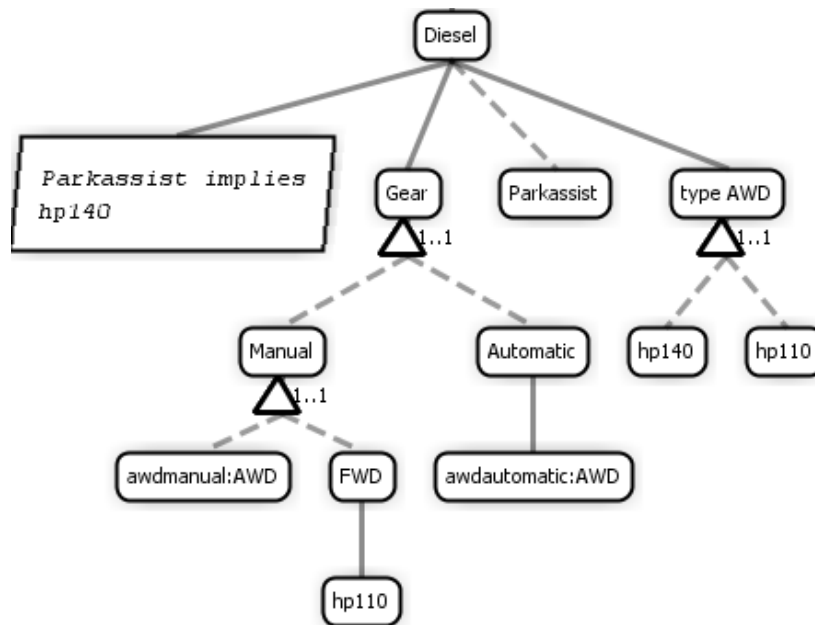 Diesel
Parkassist implies
hp140
Gear
Parkassist
type AWD
1..1
1..1
Manual
Automatic
hp140
hp110
1..1
awdmanual:AWD
FWD
awdautomatic:AWD
hp110